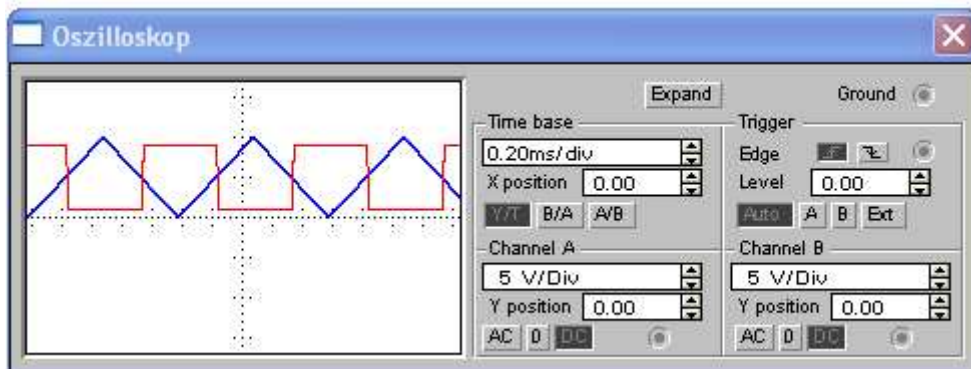 Oszilloskop
Expand Ground
Time base
0.20ms/div
X position 0.00
Y/T B/A A/B
Trigger
Edge
Level 0.00
Auto A B Ext
Channel A
5 V/Div
Y position 0.00
AC 0 DC
Channel B
5 V/Div
Y position 0.00
AC 0 DC